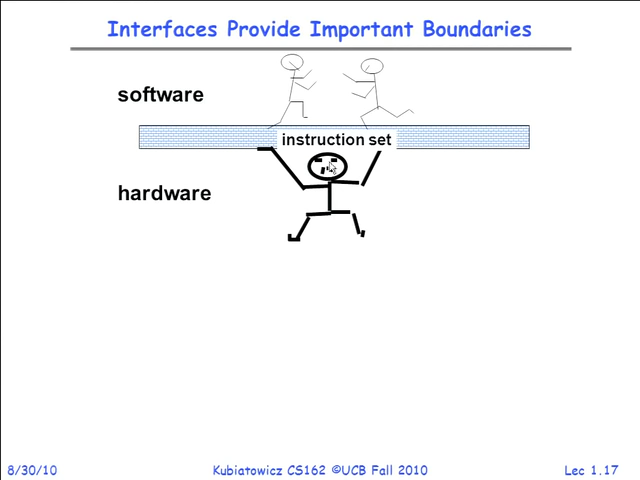 Interfaces Provide Important Boundaries
software
instruction set
hardware
8/30/10 Kubiatowicz CS162 ©UCB Fall 2010 Lec 1.17